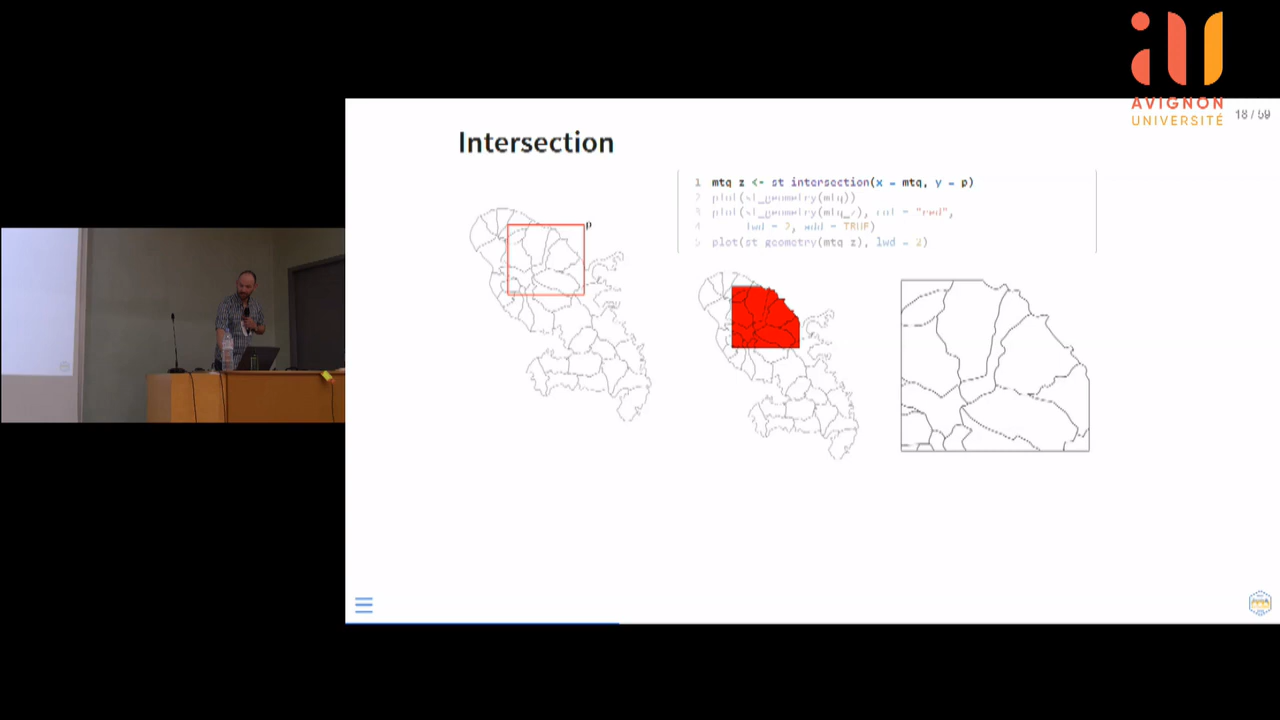 AVIGNON
UNIVERSITÉ
18 / 59
Intersection
1 mtq_z <- st_intersection(x = mtq, y = p)
2 plot(st_geometry(mtq))
3 plot(st_geometry(mtq_z), col = "red",
4 lwd = 2, add = TRUE)
5 plot(st_geometry(mtq_z), lwd = 2)
p